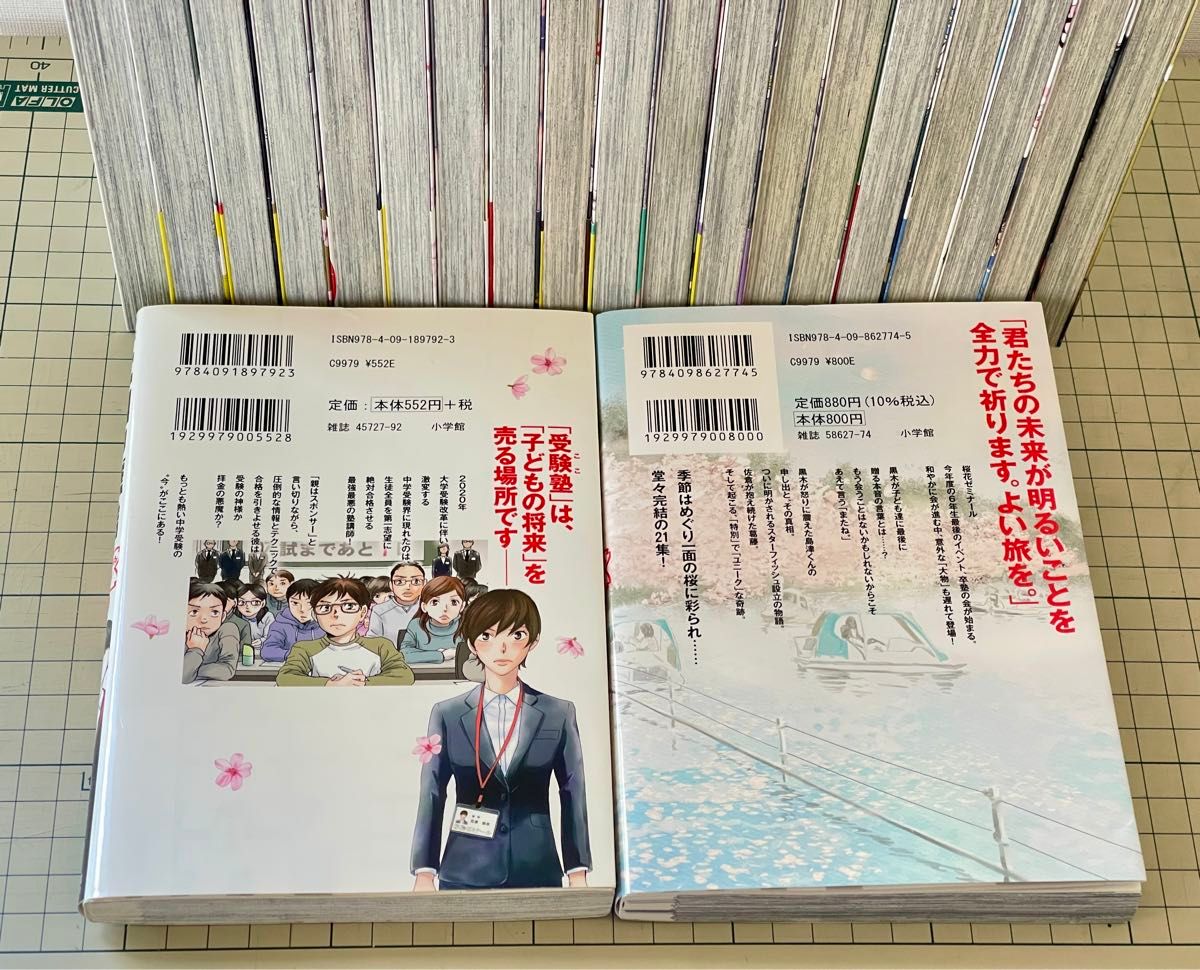 40
OLFA
CUTTER MAT
ISBN978-4-09-189792-3
9784091897923
C9979 ¥552E
1929979005528
定価：本体552円+税
雑誌 45727-92 小学館
「受験塾」は、
ここ
「子どもの将来」を
売る場所です――
2020年
大学受験改革に伴い
激変する
中学受験界に現れたのは
生徒全員を第一志望に
絶対合格させる
最強最悪の塾講師
「親はスポンサー」と
言い切りながら、
圧倒的な情報とテクニックで
合格を引きよせる彼は
受験の神様か
拝金の悪魔か?
もっとも熱い中学受験の
“今”がここにある!
試まであと1
ISBN978-4-09-862774-5
9784098627745
C9979 ¥800E
1929979008000
定価880円(10%税込)
本体800円
雑誌 58627-74 小学館
「君たちの未来が明るいことを
全力で祈ります。よい旅を。」
桜花ゼミナール
今年度の6年生最後のイベント、卒塾の会が始まる。
和やかに会が進む中、意外な「大物」も遅れて登場!
黒木が子ども達に最後に
贈る本音の言葉とは……?
もう会うことはないかもしれないからこそ
あえて言う「またね」
黒木が怒りに震えた島津くんの
申し出と、その真相。
ついに明かされるスターフィッシュ設立の物語。
佐倉が抱え続けた葛藤。
そして起こる、「特別」で「ユニーク」な奇跡。
季節はめぐり一面の桜に彩られ……
堂々完結の21集!